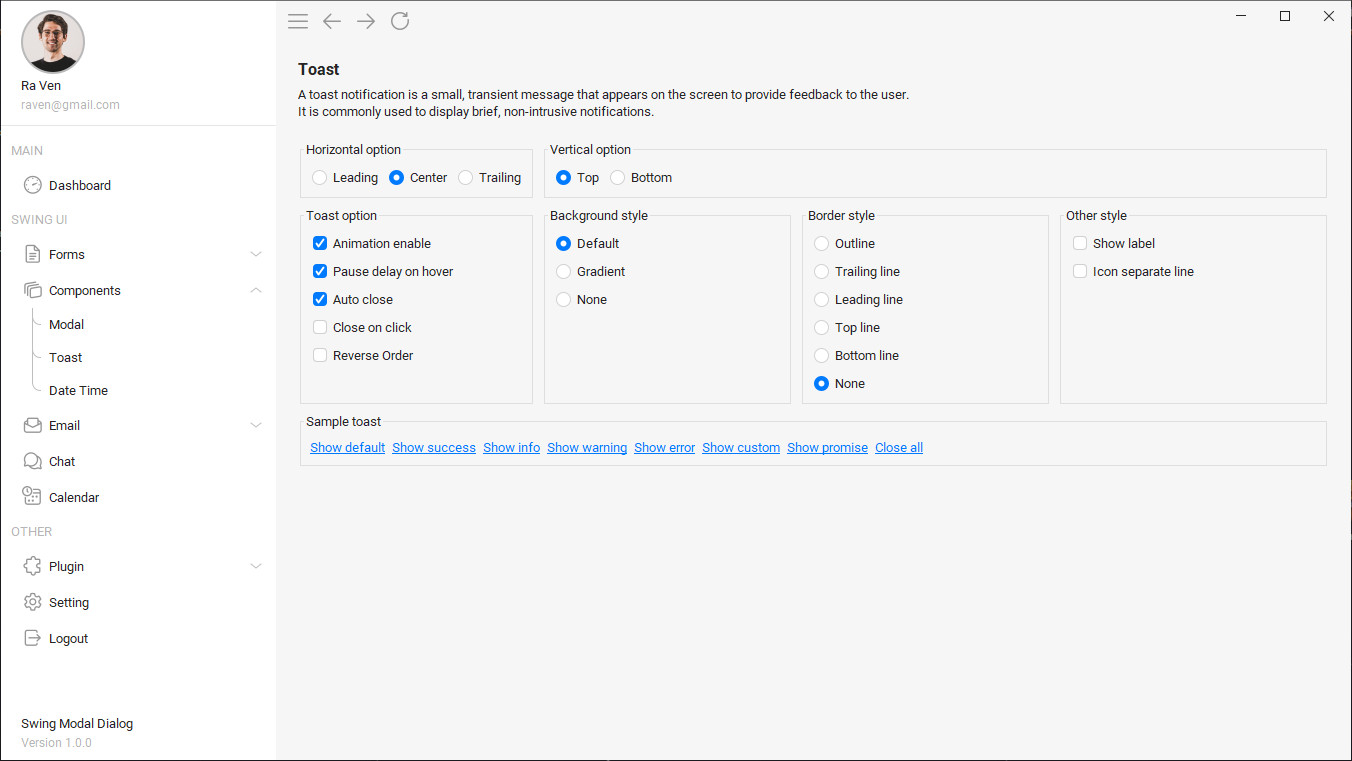 Ra Ven
raven@gmail.com
MAIN
Dashboard
SWING UI
Forms
Components
Modal
Toast
Date Time
Email
Chat
Calendar
OTHER
Plugin
Setting
Logout
Swing Modal Dialog
Version 1.0.0
Toast
A toast notification is a small, transient message that appears on the screen to provide feedback to the user.
It is commonly used to display brief, non-intrusive notifications.
Horizontal option
Leading Center Trailing
Vertical option
Top Bottom
Toast option
Animation enable
Pause delay on hover
Auto close
Close on click
Reverse Order
Background style
Default
Gradient
None
Border style
Outline
Trailing line
Leading line
Top line
Bottom line
None
Other style
Show label
Icon separate line
Sample toast
Show default Show success Show info Show warning Show error Show custom Show promise Close all